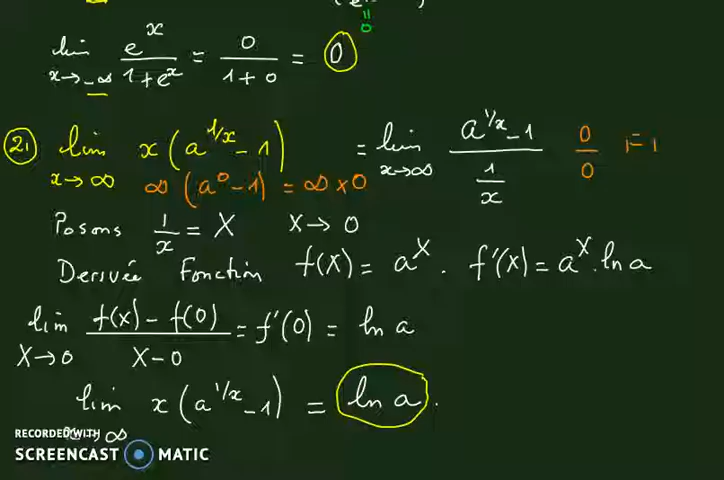 lim x→-∞ e^x / (1+e^x) = 0 / (1+0) = 0
21 lim x→∞ x(a^(1/x) - 1) = lim x→∞ (a^(1/x) - 1) / (1/x) 0/0
∞(a^0 - 1) = ∞ x 0
Posons 1/x = X X→0
Derivée Fonction f(X) = a^X . f'(X) = a^X . ln a
lim X→0 (f(X) - f(0)) / (X-0) = f'(0) = ln a
lim x→∞ x(a^(1/x) - 1) = ln a.
RECORDED WITH
SCREENCAST MATIC